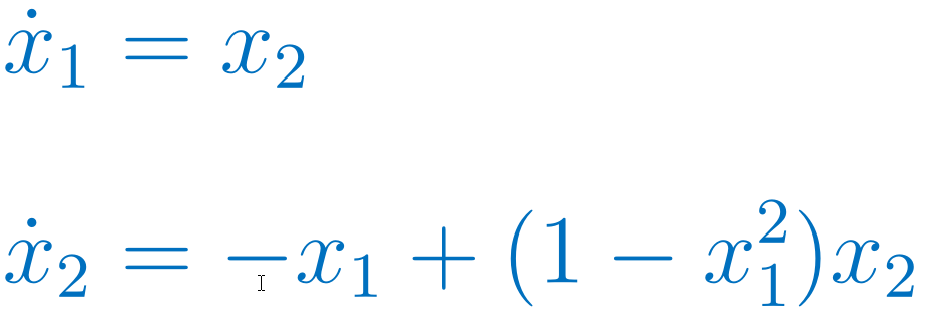 ẋ₁ = x₂
ẋ₂ = −x₁ + (1 − x₁²)x₂